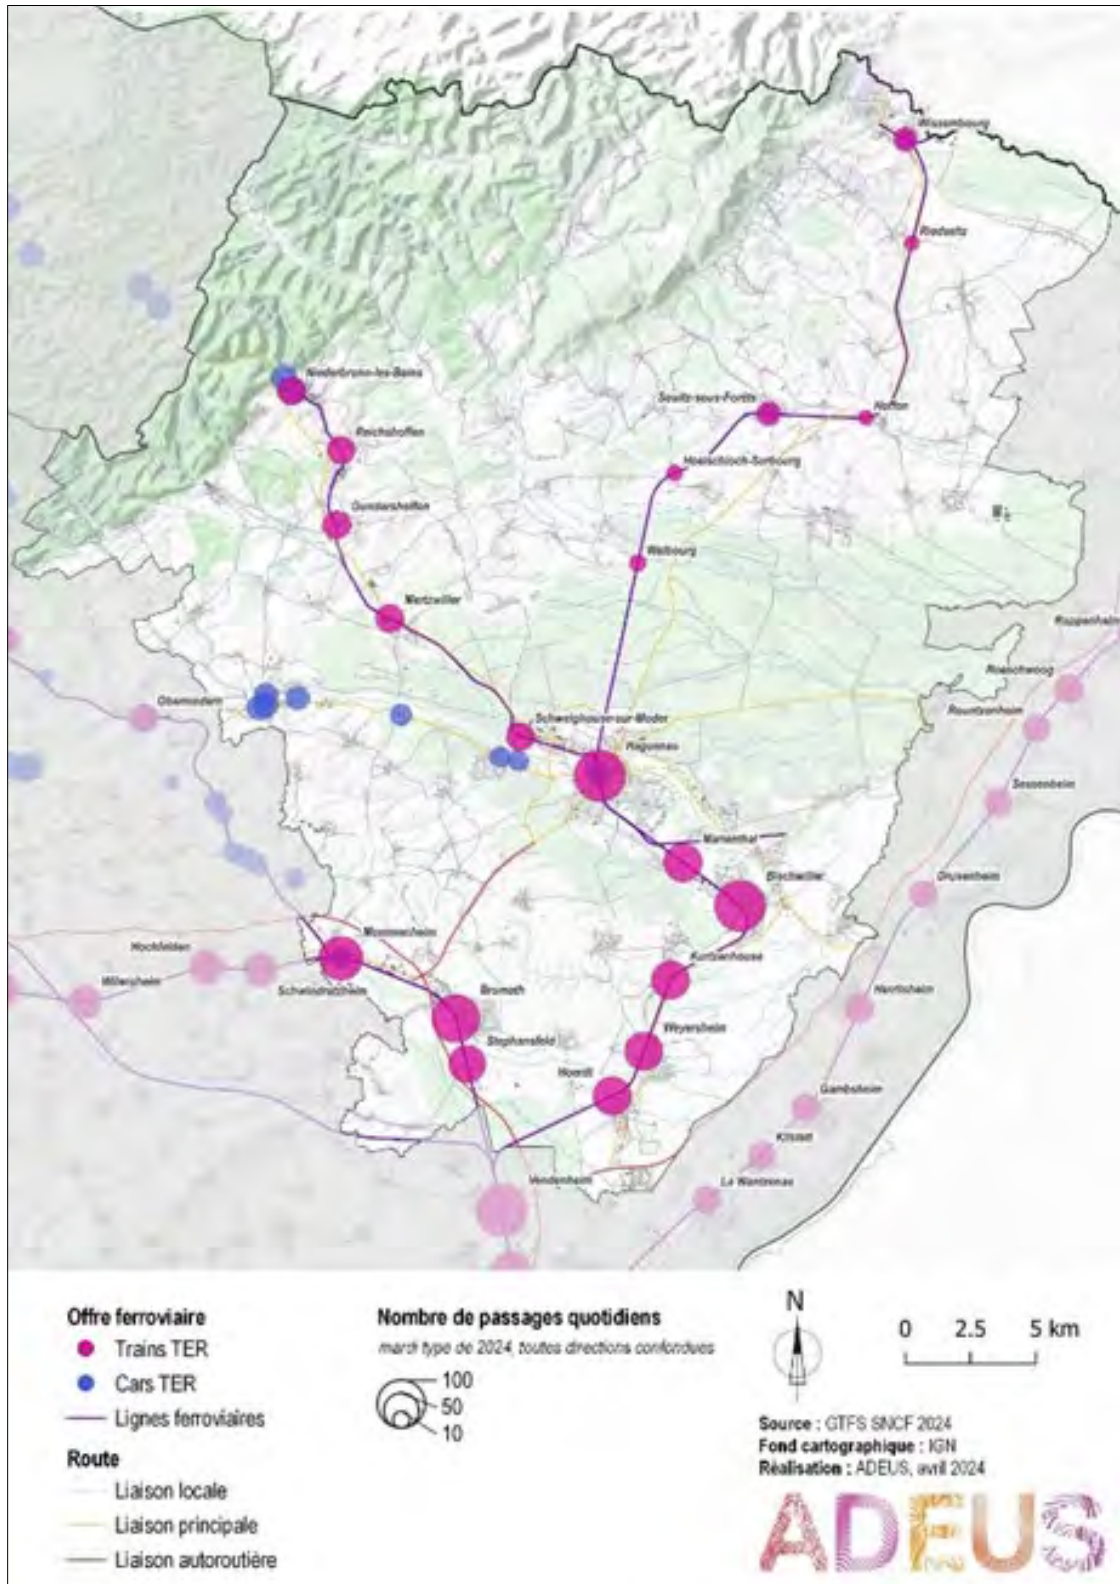 Wissembourg
Riedseltz
Niederbronn-les-Bains
Soultz-sous-Forêts
Hoffen
Reichshoffen
Hoelschloch-Surbourg
Gundershoffen
Walbourg
Mertzwiller
Roppenheim
Roeschwoog
Obermodern
Rountzenheim
Schweighouse-sur-Moder
Haguenau
Sessenheim
Marienthal
Bischwiller
Drusenheim
Mommenheim
Hochfelden
Kurtzenhouse
Wilwisheim
Schwindratzheim
Brumath
Herrlisheim
Weyersheim
Stephansfeld
Hoerdt
Gambsheim
Kilstett
Vendenheim
La Wantzenau
Offre ferroviaire
Trains TER
Cars TER
Lignes ferroviaires
Route
Liaison locale
Liaison principale
Liaison autoroutière
Nombre de passages quotidiens
mardi type de 2024, toutes directions confondues
100
50
10
N
0 2.5 5 km
Source : GTFS SNCF 2024
Fond cartographique : IGN
Réalisation : ADEUS, avril 2024
ADEUS